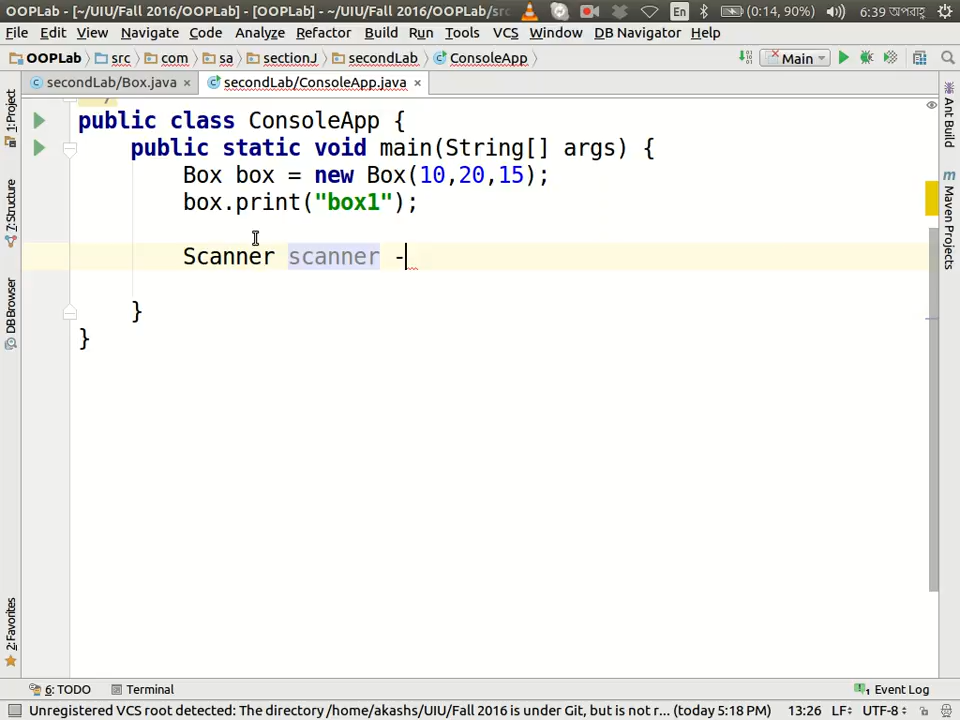 OOPLab - [~/UIU/Fall 2016/OOPLab] - [OOPLab] - .../src
En (0:14, 90%) 6:39 অপরাহ্ণ
File Edit View Navigate Code Analyze Refactor Build Run Tools VCS Window DB Navigator Help
OOPLab src com sa sectionJ secondLab ConsoleApp Main
secondLab/Box.java × secondLab/ConsoleApp.java ×
1:Project
7:Structure
DB Browser
2:Favorites
public class ConsoleApp {
public static void main(String[] args) {
Box box = new Box(10,20,15);
box.print("box1");
Scanner scanner -
}
}
Ant Build
Maven Projects
6: TODO Terminal Event Log
Unregistered VCS root detected: The directory /home/akashs/UIU/Fall 2016 is under Git, but is not r... (today 5:18 PM) 13:26 LF UTF-8